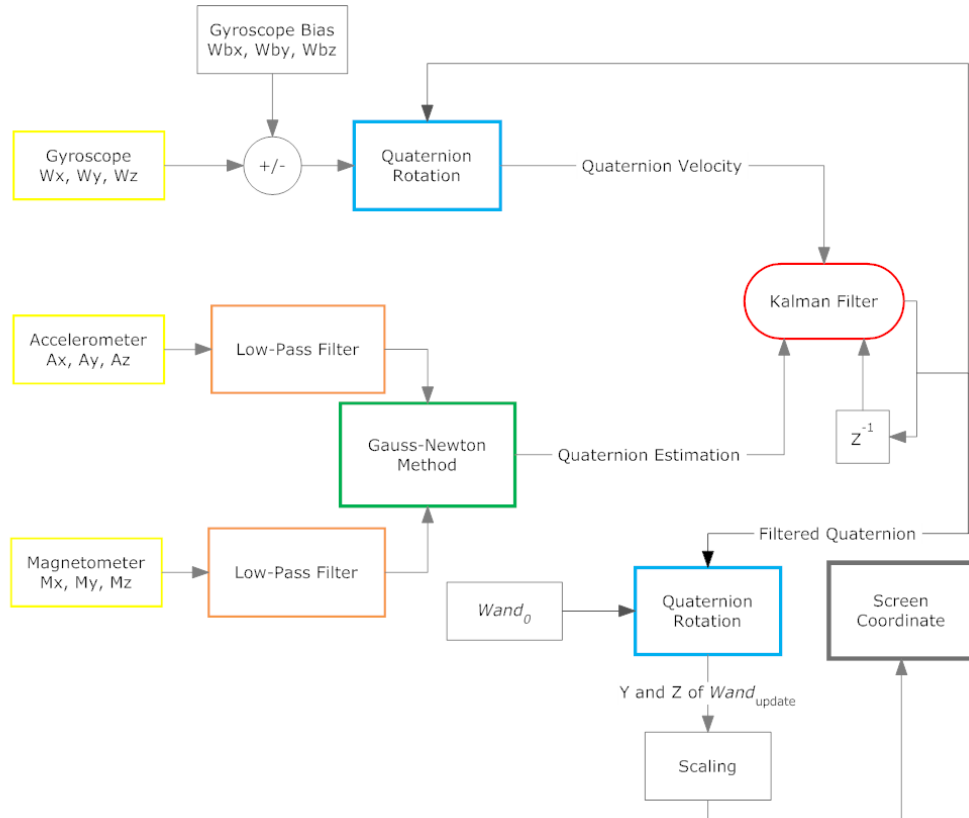 Gyroscope Bias
Wbx, Wby, Wbz
Gyroscope
Wx, Wy, Wz
+/-
Quaternion
Rotation
Quaternion Velocity
Kalman Filter
Accelerometer
Ax, Ay, Az
Low-Pass Filter
Gauss-Newton
Method
Quaternion Estimation
Z⁻¹
Magnetometer
Mx, My, Mz
Low-Pass Filter
Filtered Quaternion
Wand₀
Quaternion
Rotation
Screen
Coordinate
Y and Z of Wand_update
Scaling